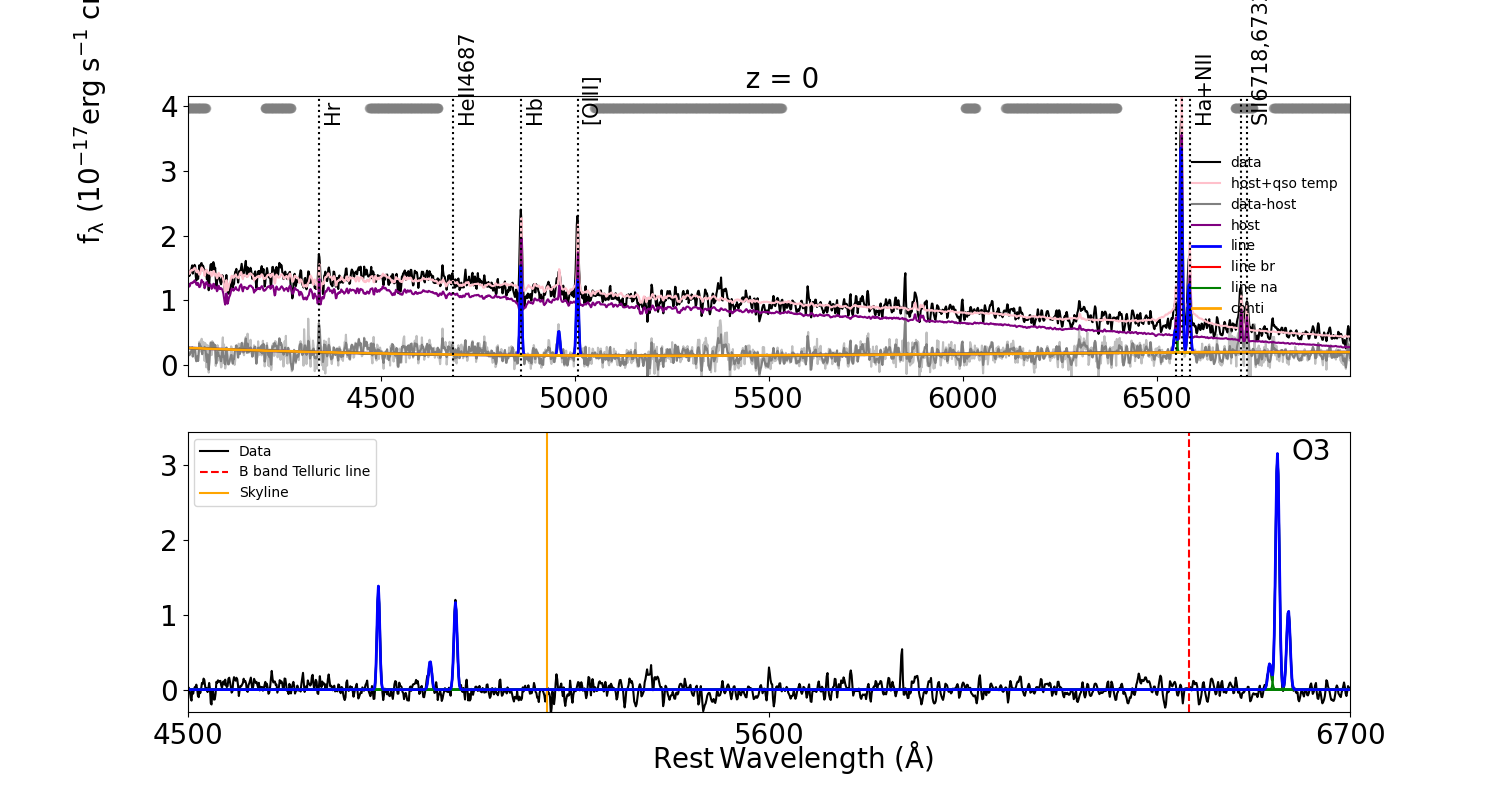 z = 0
f_λ (10^−17 erg s^−1
Hr
HeII4687
Hb
[OIII]
Ha+NII
SII6718,673
4
3
2
1
0
data
host+qso temp
data-host
host
line
line br
line na
conti
4500 5000 5500 6000 6500
3
2
1
0
Data
B band Telluric line
Skyline
O3
4500 5600 6700
Rest Wavelength (Å)